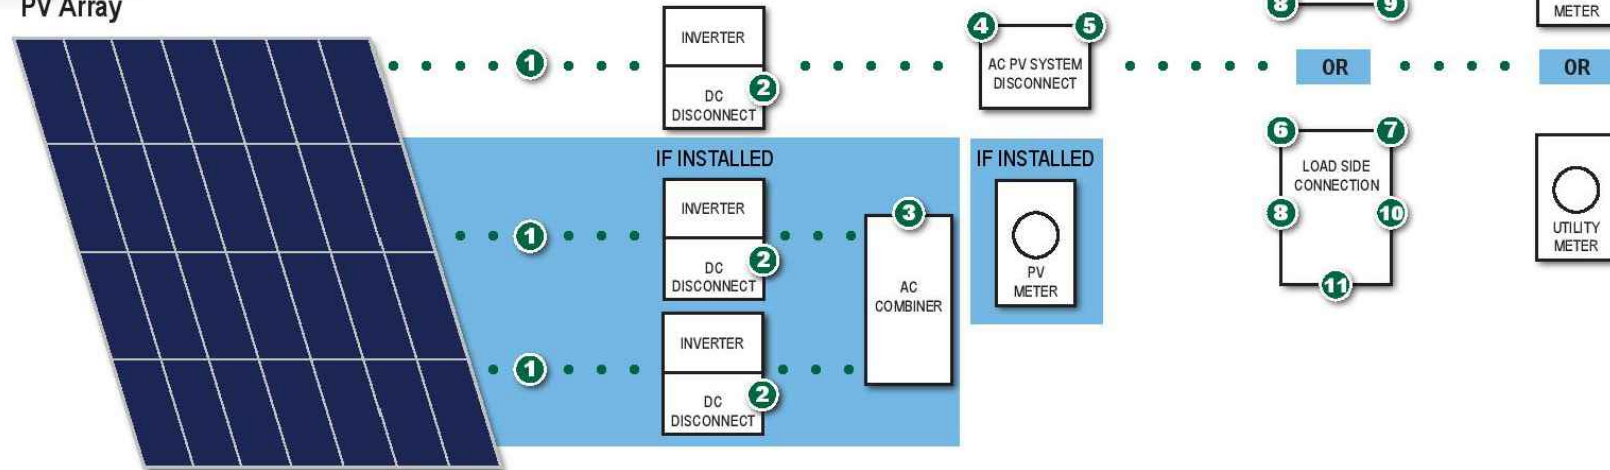 PV Array
8
9
METER
INVERTER
4
5
1
AC PV SYSTEM
DISCONNECT
OR
OR
DC
DISCONNECT
2
6
7
IF INSTALLED
IF INSTALLED
LOAD SIDE
CONNECTION
INVERTER
3
8
10
1
UTILITY
METER
DC
DISCONNECT
2
PV
METER
AC
COMBINER
11
INVERTER
1
DC
DISCONNECT
2